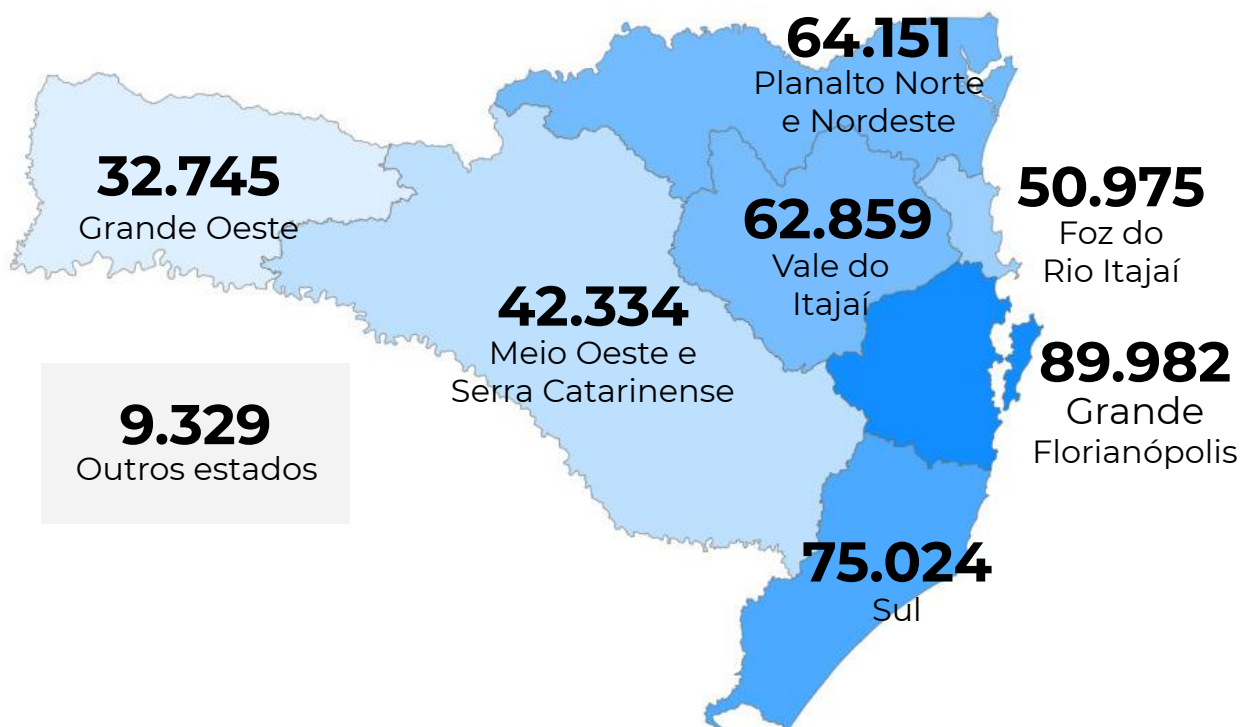 64.151
Planalto Norte
e Nordeste
32.745
Grande Oeste
62.859
Vale do
Itajaí
50.975
Foz do
Rio Itajaí
42.334
Meio Oeste e
Serra Catarinense
89.982
Grande
Florianópolis
9.329
Outros estados
75.024
Sul